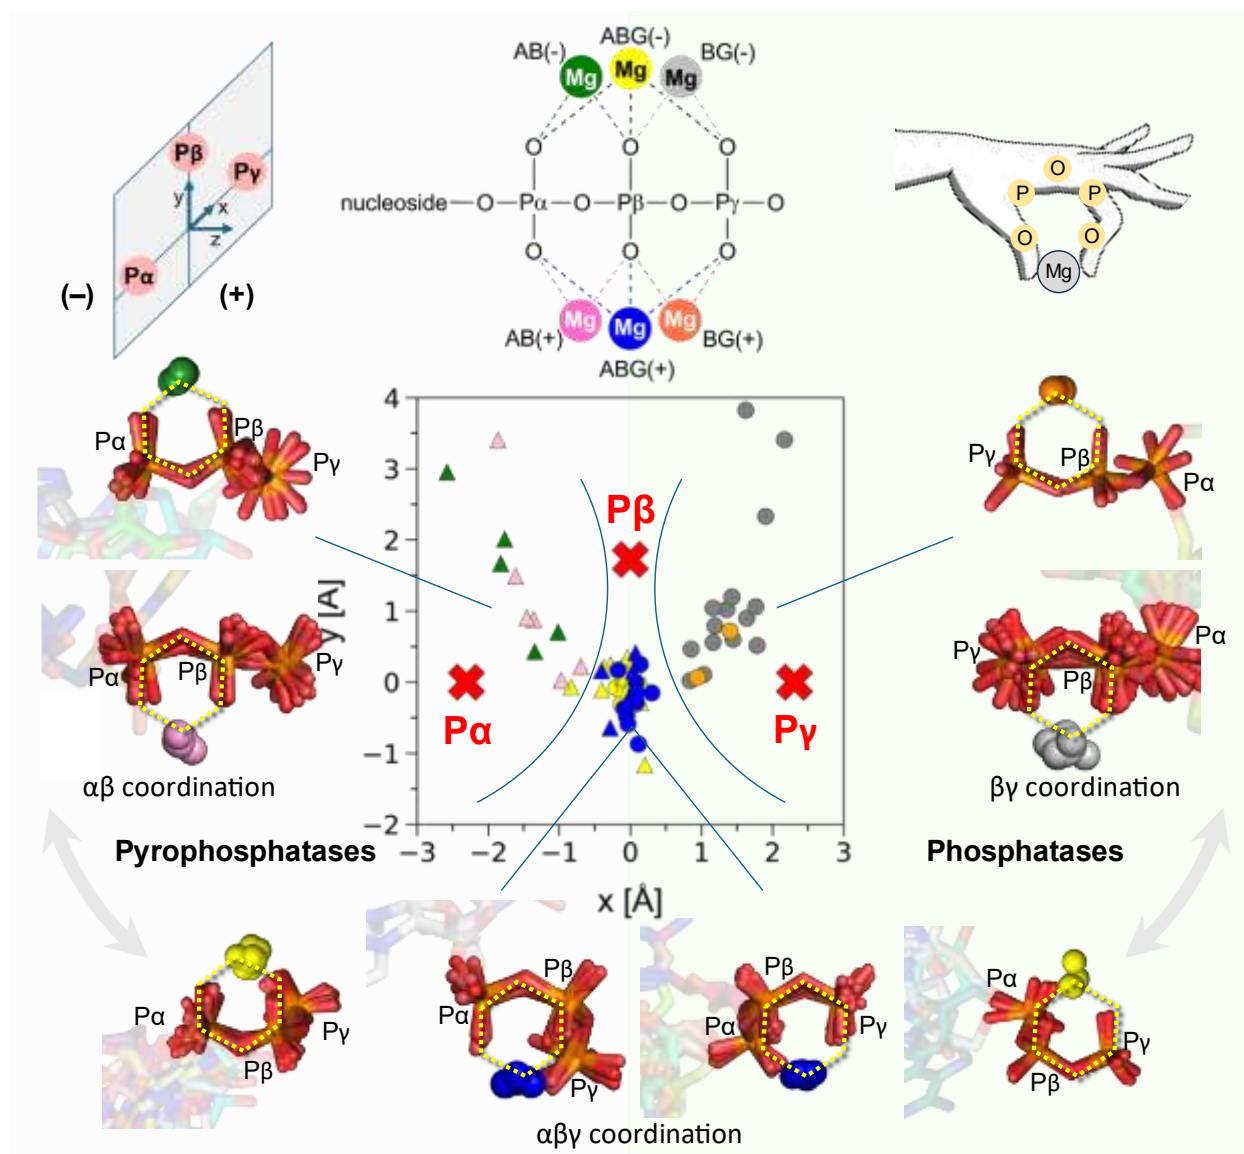 AB(-)
ABG(-)
BG(-)
Mg
Mg
Mg
Pβ
Pγ
y
x
z
Pα
(–)
(+)
O
O
O
nucleoside
O
Pα
O
Pβ
O
Pγ
O
O
O
O
Mg
Mg
Mg
AB(+)
BG(+)
ABG(+)
O
P
P
O
O
Mg
Pα
Pβ
Pγ
Pγ
Pβ
Pα
Pα
Pβ
Pγ
αβ coordination
4
3
2
1
0
−1
−2
y [Å]
Pβ
Pα
Pγ
−3
−2
−1
0
1
2
3
x [Å]
Pγ
Pβ
Pα
βγ coordination
Pyrophosphatases
Phosphatases
Pα
Pβ
Pγ
Pα
Pβ
Pγ
Pβ
Pα
Pγ
Pα
Pβ
Pγ
αβγ coordination